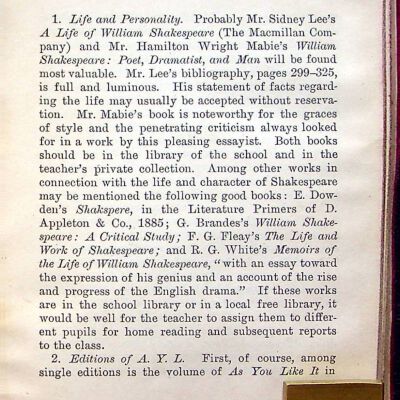 1. Life and Personality. Probably Mr. Sidney Lee's
A Life of William Shakespeare (The Macmillan Com-
pany) and Mr. Hamilton Wright Mabie's William
Shakespeare: Poet, Dramatist, and Man will be found
most valuable. Mr. Lee's bibliography, pages 299–325,
is full and luminous. His statement of facts regard-
ing the life may usually be accepted without reserva-
tion. Mr. Mabie's book is noteworthy for the graces
of style and the penetrating criticism always looked
for in a work by this pleasing essayist. Both books
should be in the library of the school and in the
teacher's private collection. Among other works in
connection with the life and character of Shakespeare
may be mentioned the following good books: E. Dow-
den's Shakspere, in the Literature Primers of D.
Appleton & Co., 1885; G. Brandes's William Shake-
speare: A Critical Study; F. G. Fleay's The Life and
Work of Shakespeare; and R. G. White's Memoirs of
the Life of William Shakespeare, "with an essay toward
the expression of his genius and an account of the rise
and progress of the English drama." If these works
are in the school library or in a local free library, it
would be well for the teacher to assign them to differ-
ent pupils for home reading and subsequent reports
to the class.
2. Editions of A. Y. L. First, of course, among
single editions is the volume of As You Like It in